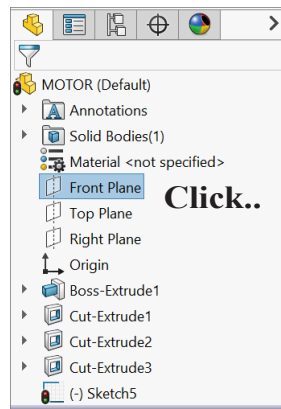 MOTOR (Default)
Annotations
Solid Bodies(1)
Material <not specified>
Front Plane
Click..
Top Plane
Right Plane
Origin
Boss-Extrude1
Cut-Extrude1
Cut-Extrude2
Cut-Extrude3
(-) Sketch5